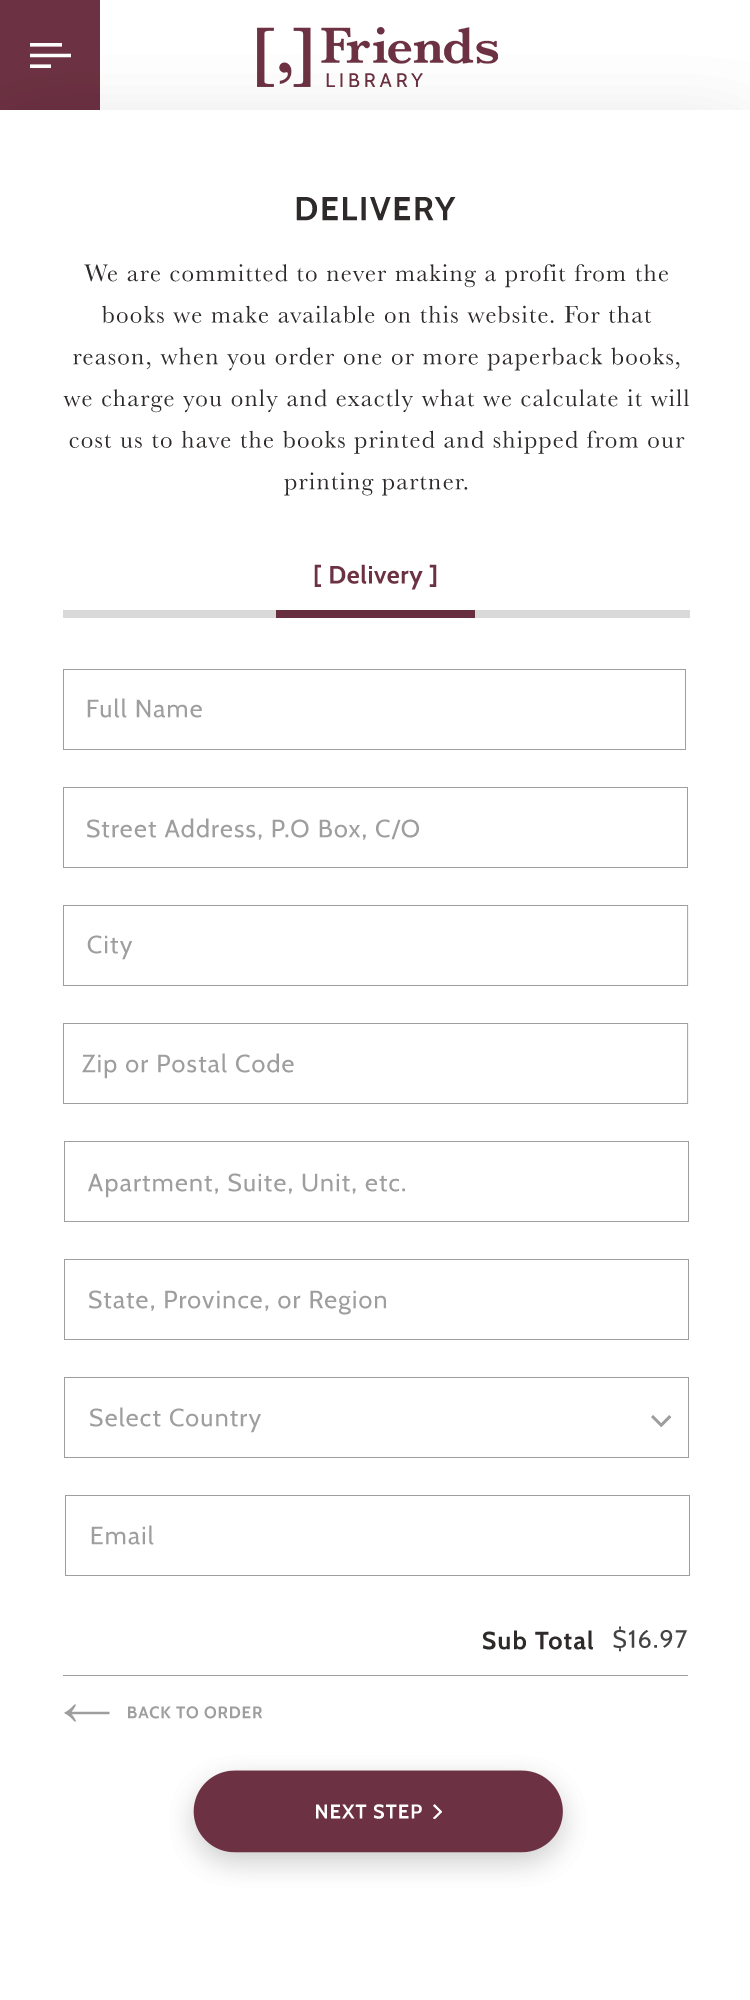 [,] Friends
LIBRARY
DELIVERY
We are committed to never making a profit from the
books we make available on this website. For that
reason, when you order one or more paperback books,
we charge you only and exactly what we calculate it will
cost us to have the books printed and shipped from our
printing partner.
[ Delivery ]
Full Name
Street Address, P.O Box, C/O
City
Zip or Postal Code
Apartment, Suite, Unit, etc.
State, Province, or Region
Select Country
Email
Sub Total $16.97
BACK TO ORDER
NEXT STEP >